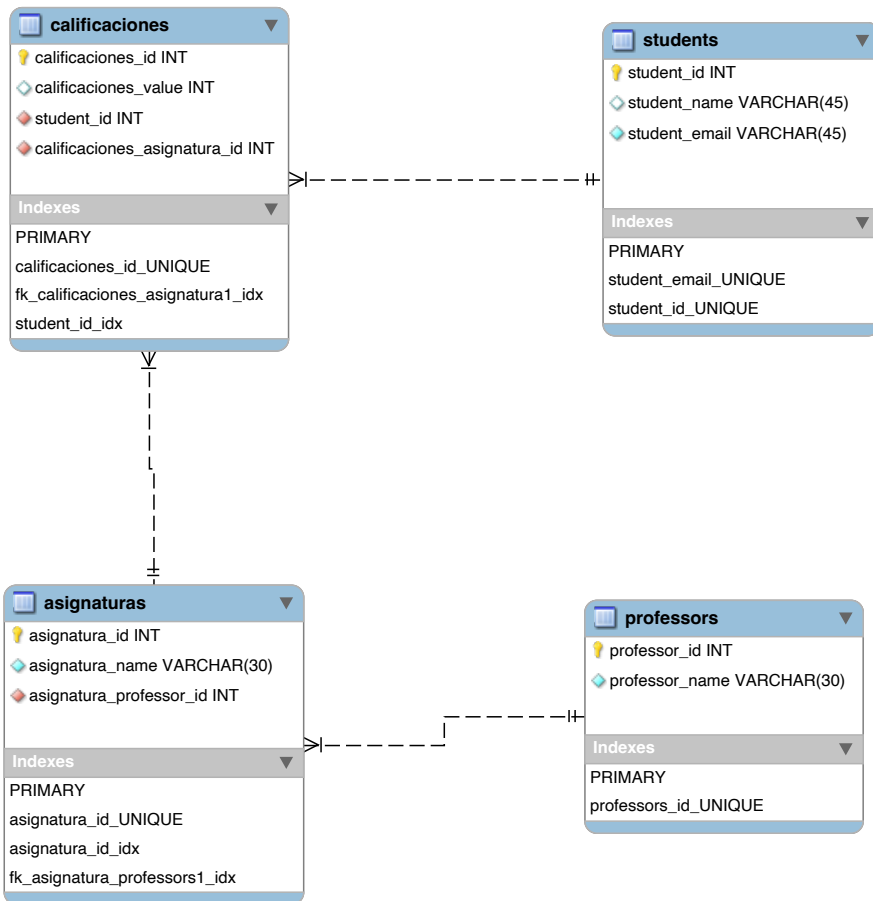 calificaciones
calificaciones_id INT
calificaciones_value INT
student_id INT
calificaciones_asignatura_id INT
Indexes
PRIMARY
calificaciones_id_UNIQUE
fk_calificaciones_asignatura1_idx
student_id_idx
students
student_id INT
student_name VARCHAR(45)
student_email VARCHAR(45)
Indexes
PRIMARY
student_email_UNIQUE
student_id_UNIQUE
asignaturas
asignatura_id INT
asignatura_name VARCHAR(30)
asignatura_professor_id INT
Indexes
PRIMARY
asignatura_id_UNIQUE
asignatura_id_idx
fk_asignatura_professors1_idx
professors
professor_id INT
professor_name VARCHAR(30)
Indexes
PRIMARY
professors_id_UNIQUE